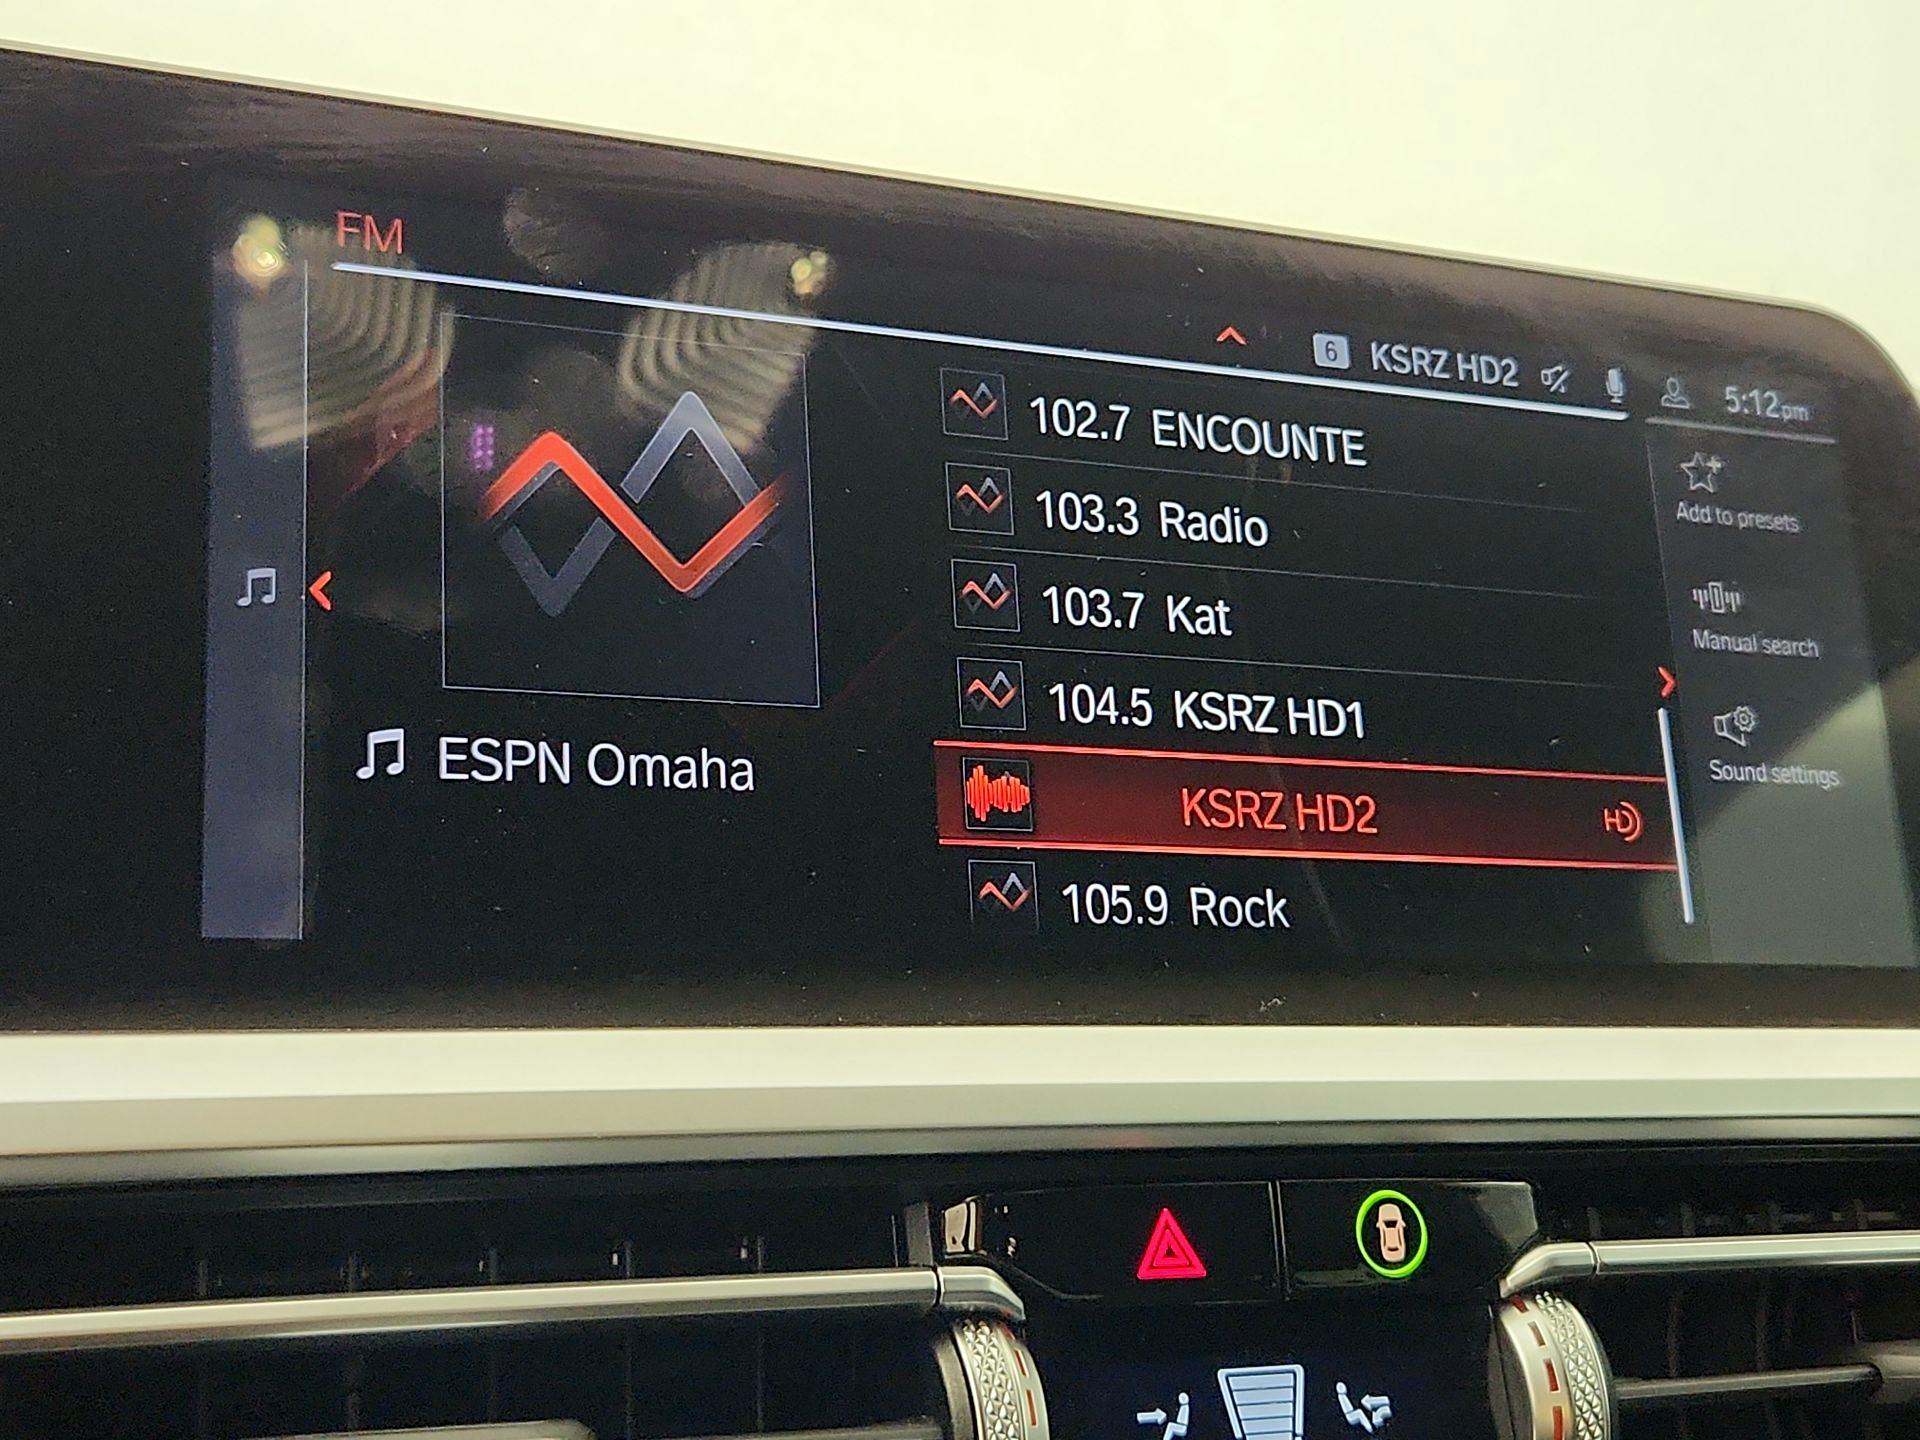 FM
6 KSRZ HD2 5:12pm
102.7 ENCOUNTE
103.3 Radio
103.7 Kat
104.5 KSRZ HD1
KSRZ HD2 HD
105.9 Rock
ESPN Omaha
Add to presets
Manual search
Sound settings